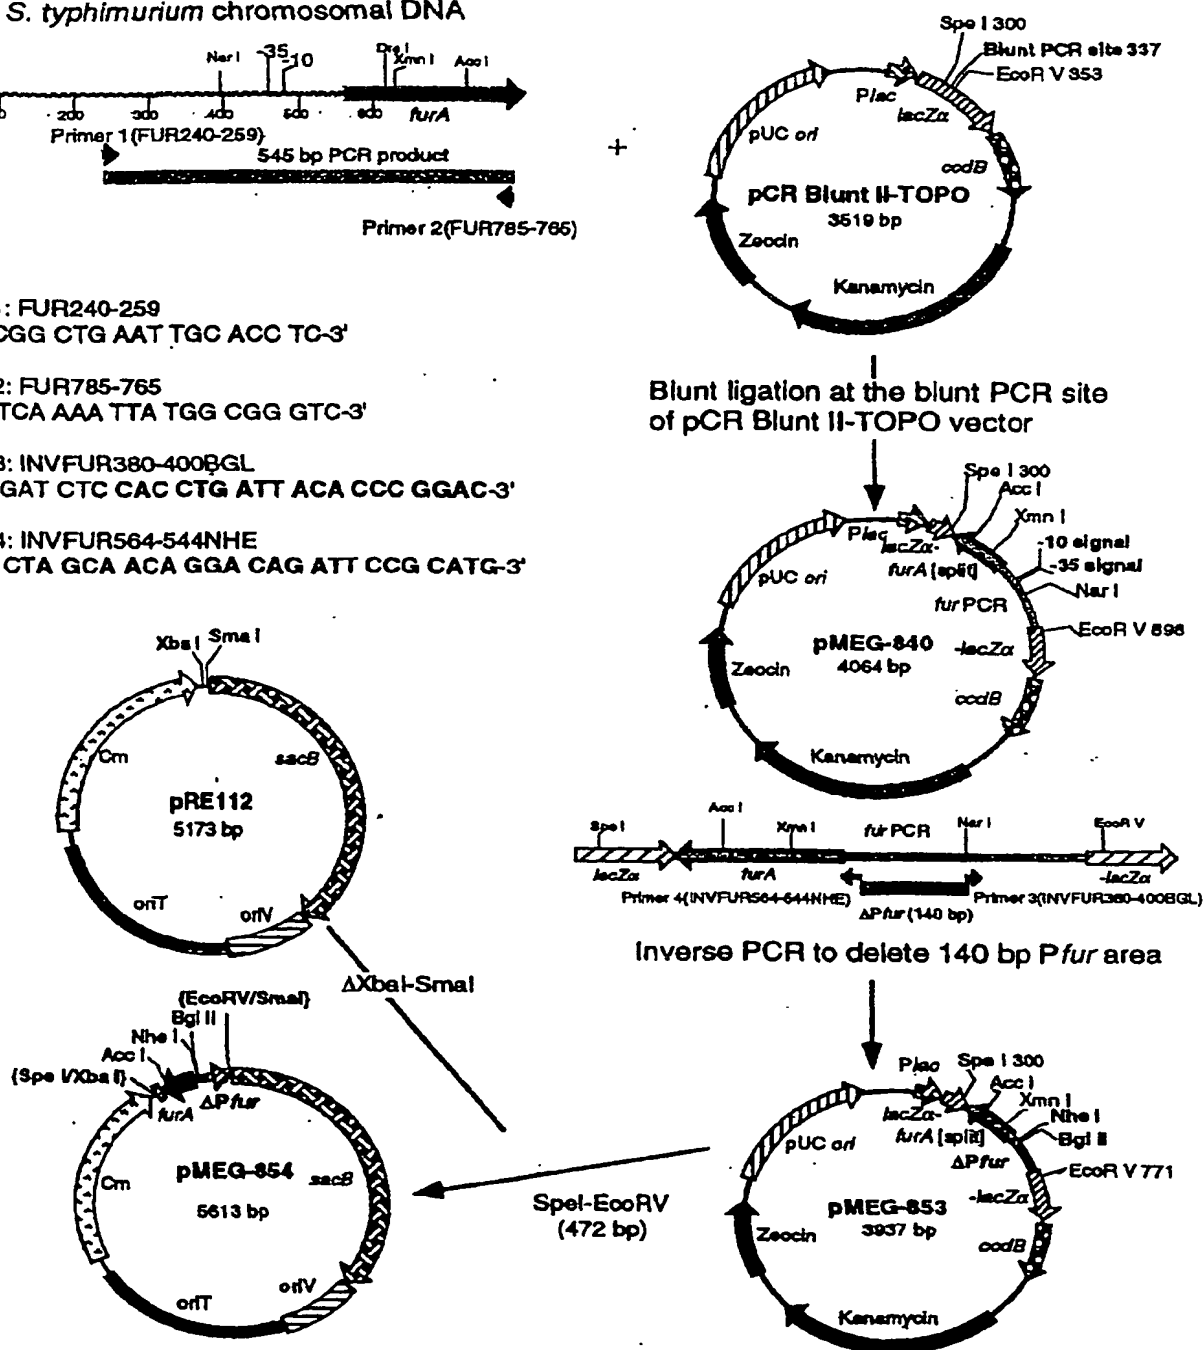 S. typhimurium chromosomal DNA
Nar I
-35
-10
Dra I
Xmn I
Acc I
200
300
400
500
600
furA
Primer 1(FUR240-259)
545 bp PCR product
Primer 2(FUR785-765)
+
Spe I 300
Blunt PCR site 337
EcoR V 353
Plac
lacZα
pUC ori
ccdB
pCR Blunt II-TOPO
3519 bp
Zeocin
Kanamycin
: FUR240-259
CGG CTG AAT TGC ACC TC-3'
2: FUR785-765
TCA AAA TTA TGG CGG GTC-3'
3: INVFUR380-400BGL
GAT CTC CAC CTG ATT ACA CCC GGAC-3'
4: INVFUR564-544NHE
CTA GCA ACA GGA CAG ATT CCG CATG-3'
Blunt ligation at the blunt PCR site
of pCR Blunt II-TOPO vector
Spe I 300
Acc I
Xmn I
-10 signal
-35 signal
Nar I
EcoR V 898
Plac
lacZα-
furA [split]
fur PCR
pUC ori
-lacZα
pMEG-840
4064 bp
Zeocin
ccdB
Kanamycin
Xba I
Sma I
Cm
sacB
pRE112
5173 bp
oriT
oriV
Spe I
Acc I
Xmn I
fur PCR
Nar I
EcoR V
lacZα
furA
-lacZα
Primer 4(INVFUR564-544NHE)
Primer 3(INVFUR380-400BGL)
ΔPfur (140 bp)
Inverse PCR to delete 140 bp Pfur area
ΔXbaI-SmaI
{EcoRV/SmaI}
Bgl II
Nhe I
Acc I
{Spe I/Xba I}
furA
ΔPfur
Cm
sacB
pMEG-854
5613 bp
oriT
oriV
SpeI-EcoRV
(472 bp)
Plac
Spe I 300
Acc I
Xmn I
Nhe I
Bgl II
EcoR V 771
lacZα-
furA [split]
ΔPfur
pUC ori
-lacZα
pMEG-853
3937 bp
Zeocin
ccdB
Kanamycin